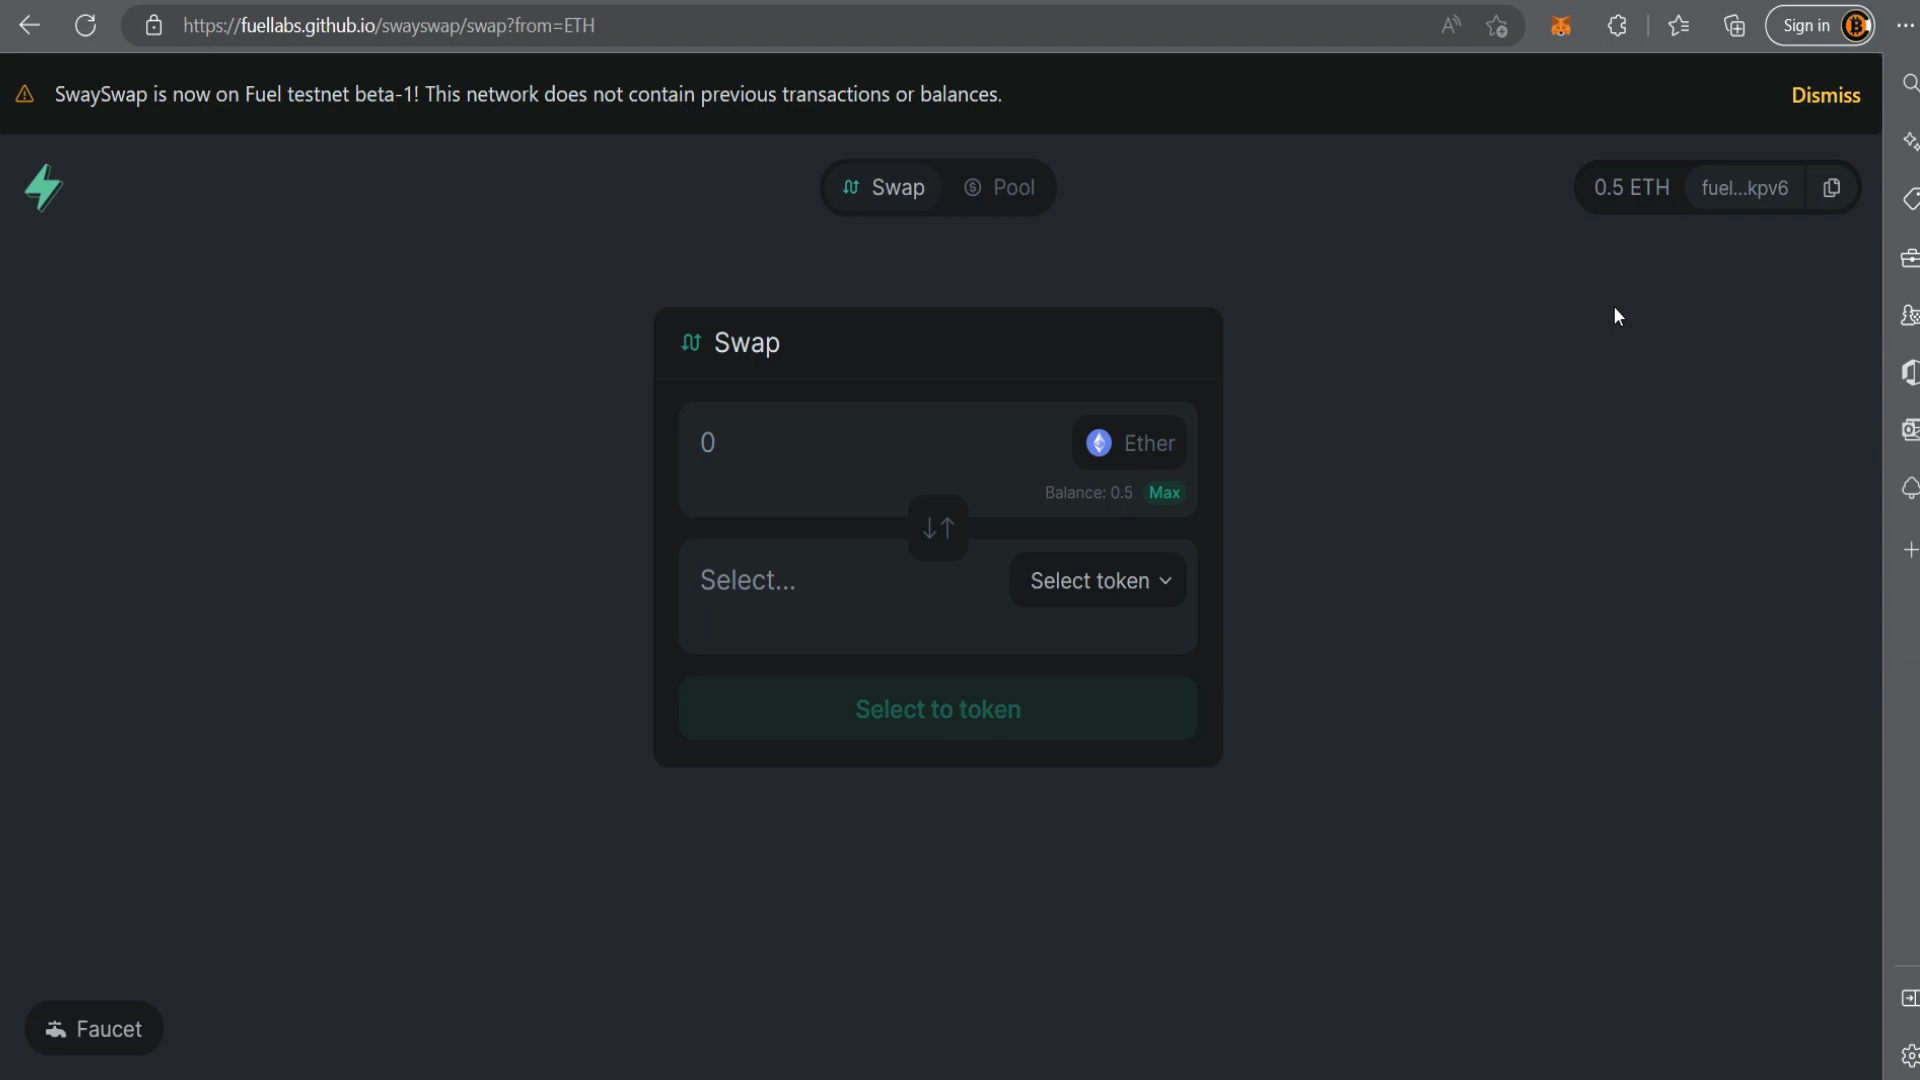 https://fuellabs.github.io/swayswap/swap?from=ETH
Sign in
SwaySwap is now on Fuel testnet beta-1! This network does not contain previous transactions or balances.
Dismiss
Swap
Pool
0.5 ETH
fuel...kpv6
Swap
0
Ether
Balance: 0.5
Max
Select...
Select token
Select to token
Faucet